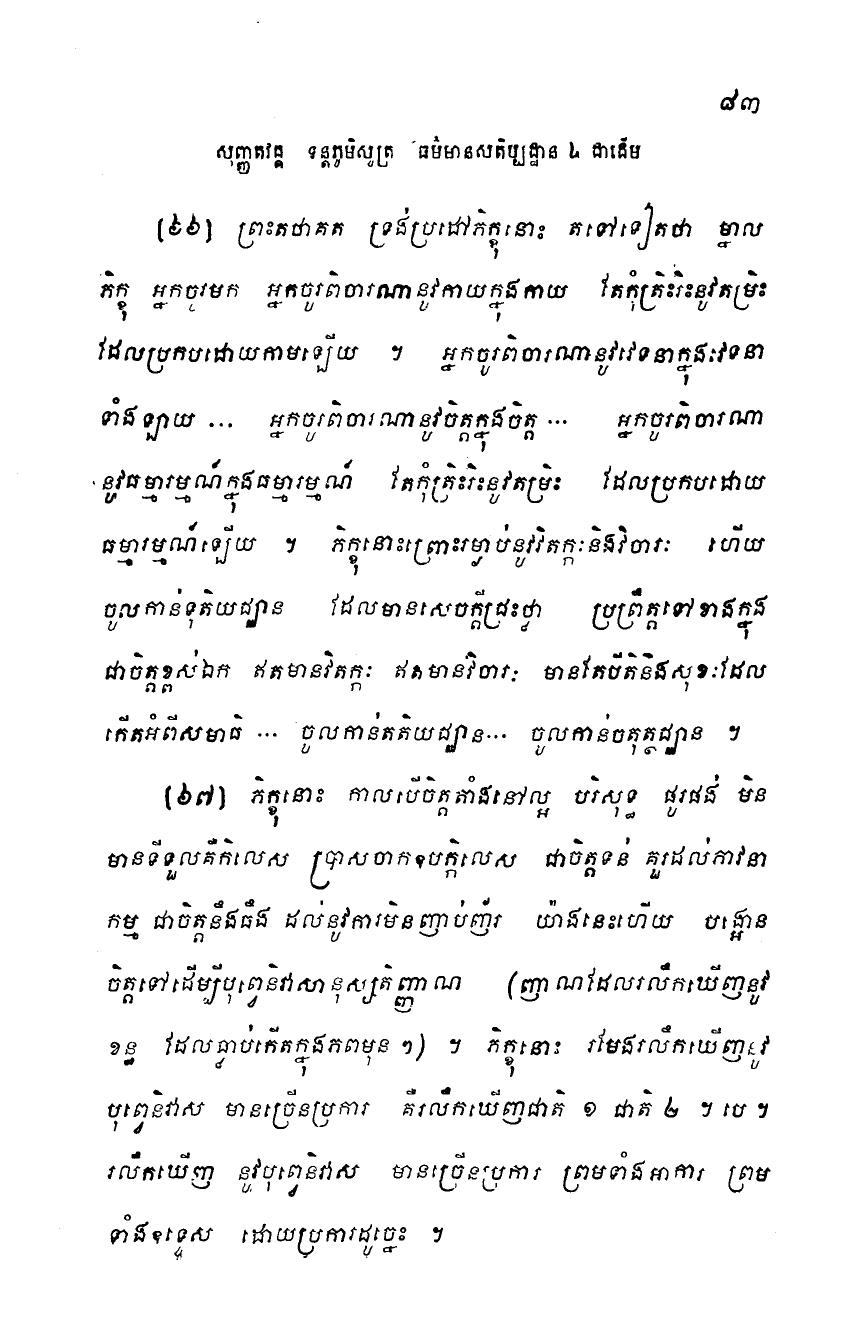 ៨៣
សុញ្ញតវគ្គ ទន្តភូមិសូត្រ ធម៌មានសតិប្បដ្ឋាន ៤ ជាដើម
(៦៦) ព្រះតថាគត ទ្រង់ប្រដៅភិក្ខុនោះ តទៅទៀតថា ម្នាល
ភិក្ខុ អ្នកចូរមក អ្នកចូរពិចារណានូវកាយក្នុងកាយ តែកុំត្រិះរិះនូវតម្រិះ
ដែលប្រកបដោយកាមឡើយ ។ អ្នកចូរពិចារណានូវវេទនាក្នុងវេទនា
ទាំងឡាយ ... អ្នកចូរពិចារណានូវចិត្តក្នុងចិត្ត ... អ្នកចូរពិចារណា
នូវធម្មារម្មណ៍ក្នុងធម្មារម្មណ៍ តែកុំត្រិះរិះនូវតម្រិះ ដែលប្រកបដោយ
ធម្មារម្មណ៍ឡើយ ។ ភិក្ខុនោះព្រោះរម្ងាប់នូវវិតក្កៈនិងវិចារៈ ហើយ
ចូលកាន់ទុតិយដ្យាន ដែលមានសេចក្តីជ្រះថ្លា ប្រព្រឹត្តទៅខាងក្នុង
ជាចិត្តខ្ពស់ឯក ឥតមានវិតក្កៈ ឥតមានវិចារៈ មានតែបីតិនិងសុខៈដែល
កើតអំពីសមាធិ ... ចូលកាន់តតិយដ្យាន... ចូលកាន់ចតុត្ថដ្យាន ។
(៦៧) ភិក្ខុនោះ កាលបើចិត្តតាំងនៅល្អ បរិសុទ្ធ ផូរផង់ មិន
មានទីទួលគឺកិលេស ប្រាសចាកឧបក្កិលេស ជាចិត្តទន់ គួរដល់ភាវនា
កម្ម ជាចិត្តនឹងធឹង ដល់នូវការមិនញាប់ញ័រ យ៉ាងនេះហើយ បង្អោន
ចិត្តទៅដើម្បីបុព្វេនិវាសានុស្សតិញ្ញាណ (ញាណដែលរលឹកឃើញនូវ
ខន្ធ ដែលធ្លាប់កើតក្នុងភពមុន ៗ) ។ ភិក្ខុនោះ រមែងរលឹកឃើញនូវ
បុព្វេនិវាស មានច្រើនប្រការ គឺរលឹកឃើញជាតិ ១ ជាតិ ២ ។ បេ ។
រលឹកឃើញ នូវបុព្វេនិវាស មានច្រើនប្រការ ព្រមទាំងអាការ ព្រម
ទាំងឧទ្ទេស ដោយប្រការដូច្នេះ ។